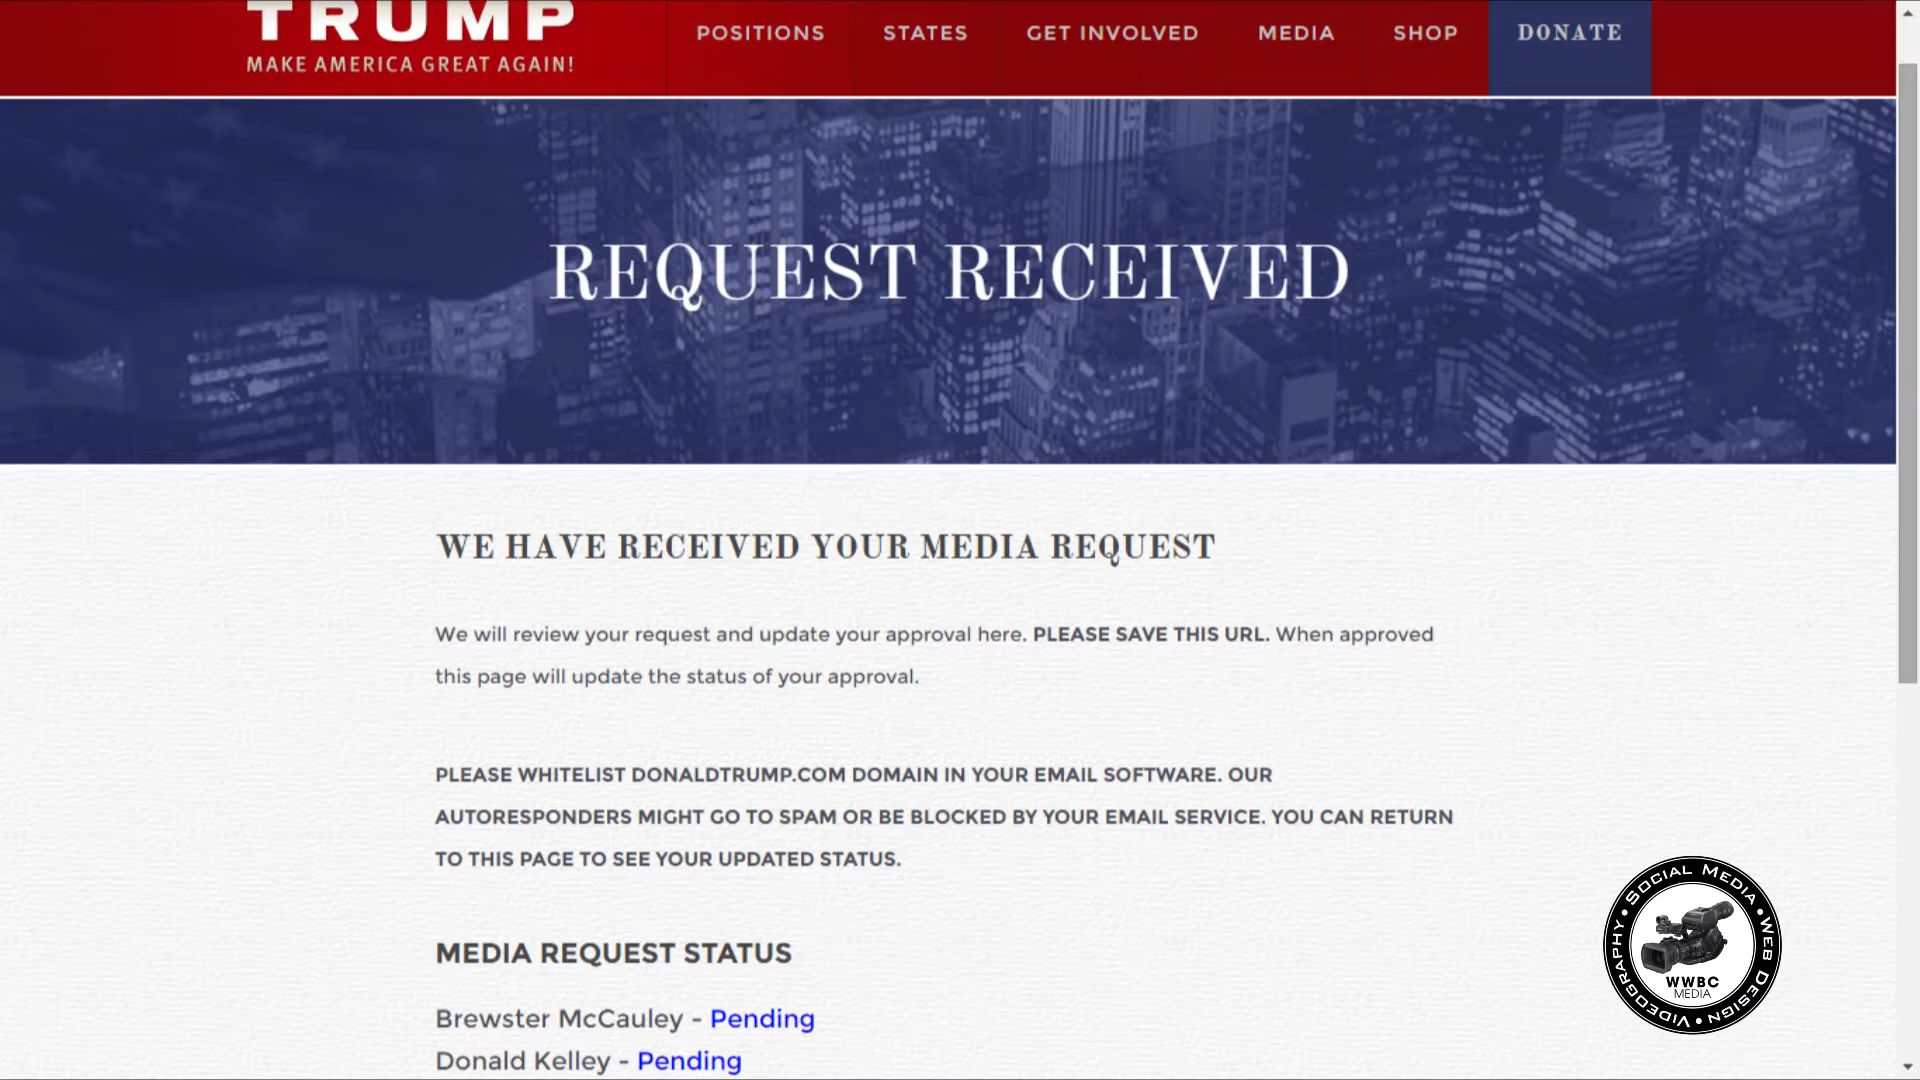 TRUMP
MAKE AMERICA GREAT AGAIN!
POSITIONS
STATES
GET INVOLVED
MEDIA
SHOP
DONATE
REQUEST RECEIVED
WE HAVE RECEIVED YOUR MEDIA REQUEST
We will review your request and update your approval here. PLEASE SAVE THIS URL. When approved
this page will update the status of your approval.
PLEASE WHITELIST DONALDTRUMP.COM DOMAIN IN YOUR EMAIL SOFTWARE. OUR
AUTORESPONDERS MIGHT GO TO SPAM OR BE BLOCKED BY YOUR EMAIL SERVICE. YOU CAN RETURN
TO THIS PAGE TO SEE YOUR UPDATED STATUS.
MEDIA REQUEST STATUS
Brewster McCauley - Pending
Donald Kelley - Pending
SOCIAL MEDIA • WEB DESIGN • VIDEOGRAPHY •
WWBC
MEDIA